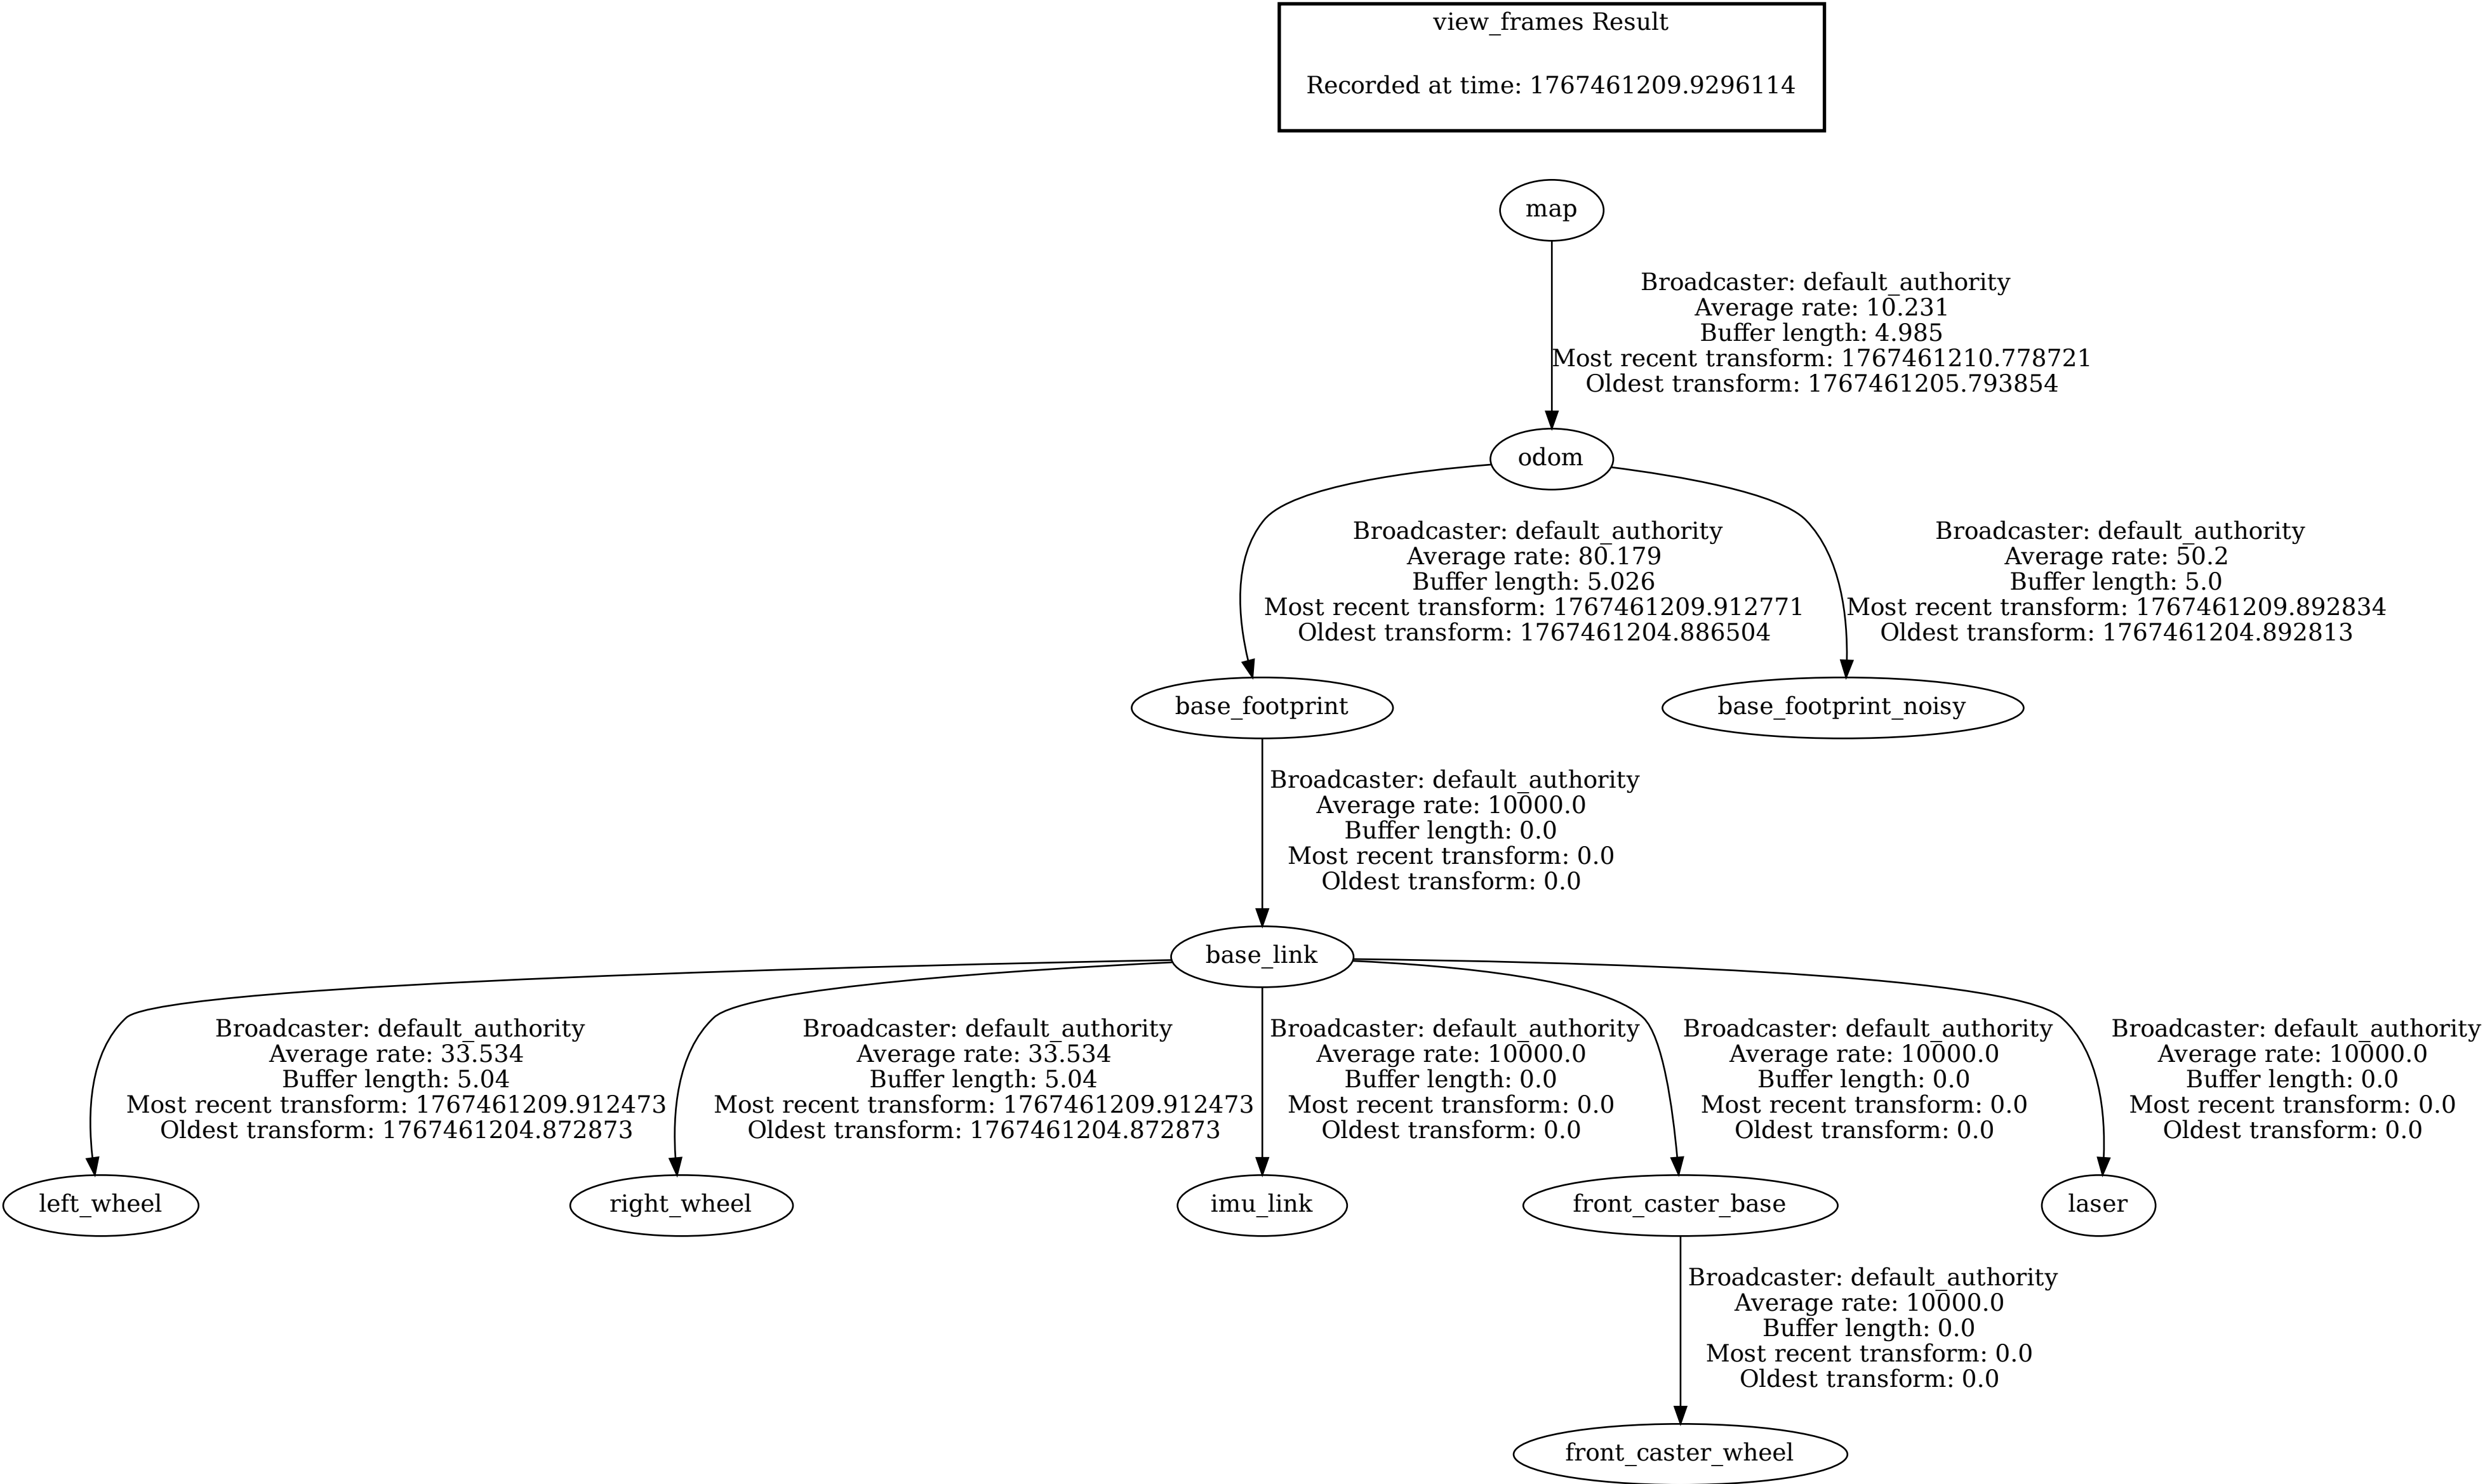 view_frames Result
Recorded at time: 1767461209.9296114
map
Broadcaster: default_authority
Average rate: 10.231
Buffer length: 4.985
Most recent transform: 1767461210.778721
Oldest transform: 1767461205.793854
odom
Broadcaster: default_authority
Average rate: 80.179
Buffer length: 5.026
Most recent transform: 1767461209.912771
Oldest transform: 1767461204.886504
Broadcaster: default_authority
Average rate: 50.2
Buffer length: 5.0
Most recent transform: 1767461209.892834
Oldest transform: 1767461204.892813
base_footprint
base_footprint_noisy
Broadcaster: default_authority
Average rate: 10000.0
Buffer length: 0.0
Most recent transform: 0.0
Oldest transform: 0.0
base_link
Broadcaster: default_authority
Average rate: 33.534
Buffer length: 5.04
Most recent transform: 1767461209.912473
Oldest transform: 1767461204.872873
Broadcaster: default_authority
Average rate: 33.534
Buffer length: 5.04
Most recent transform: 1767461209.912473
Oldest transform: 1767461204.872873
Broadcaster: default_authority
Average rate: 10000.0
Buffer length: 0.0
Most recent transform: 0.0
Oldest transform: 0.0
Broadcaster: default_authority
Average rate: 10000.0
Buffer length: 0.0
Most recent transform: 0.0
Oldest transform: 0.0
Broadcaster: default_authority
Average rate: 10000.0
Buffer length: 0.0
Most recent transform: 0.0
Oldest transform: 0.0
left_wheel
right_wheel
imu_link
front_caster_base
laser
Broadcaster: default_authority
Average rate: 10000.0
Buffer length: 0.0
Most recent transform: 0.0
Oldest transform: 0.0
front_caster_wheel